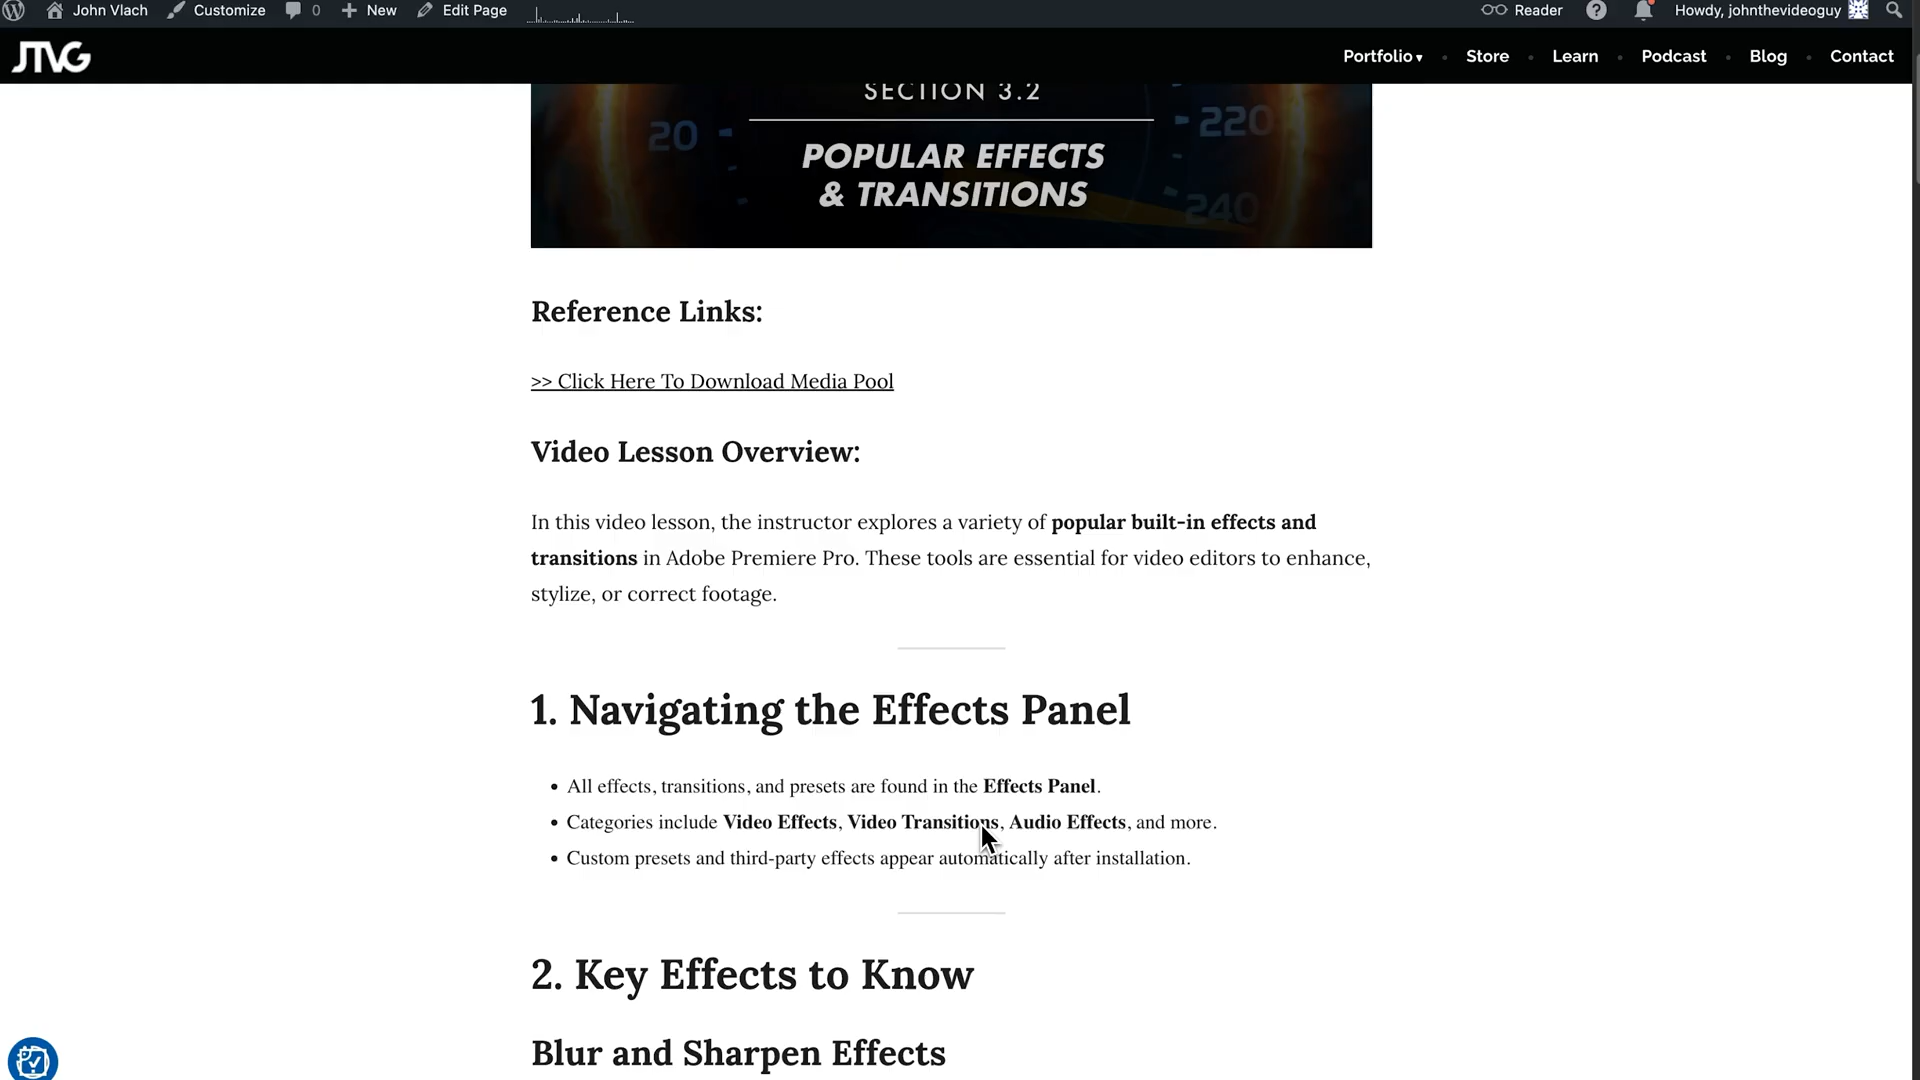 John Vlach Customize 0 New Edit Page Reader Howdy, johnthevideoguy
JTVG Portfolio Store Learn Podcast Blog Contact
SECTION 3.2
20 220
POPULAR EFFECTS
& TRANSITIONS
240
Reference Links:
>> Click Here To Download Media Pool
Video Lesson Overview:
In this video lesson, the instructor explores a variety of popular built-in effects and
transitions in Adobe Premiere Pro. These tools are essential for video editors to enhance,
stylize, or correct footage.
1. Navigating the Effects Panel
• All effects, transitions, and presets are found in the Effects Panel.
• Categories include Video Effects, Video Transitions, Audio Effects, and more.
• Custom presets and third-party effects appear automatically after installation.
2. Key Effects to Know
Blur and Sharpen Effects